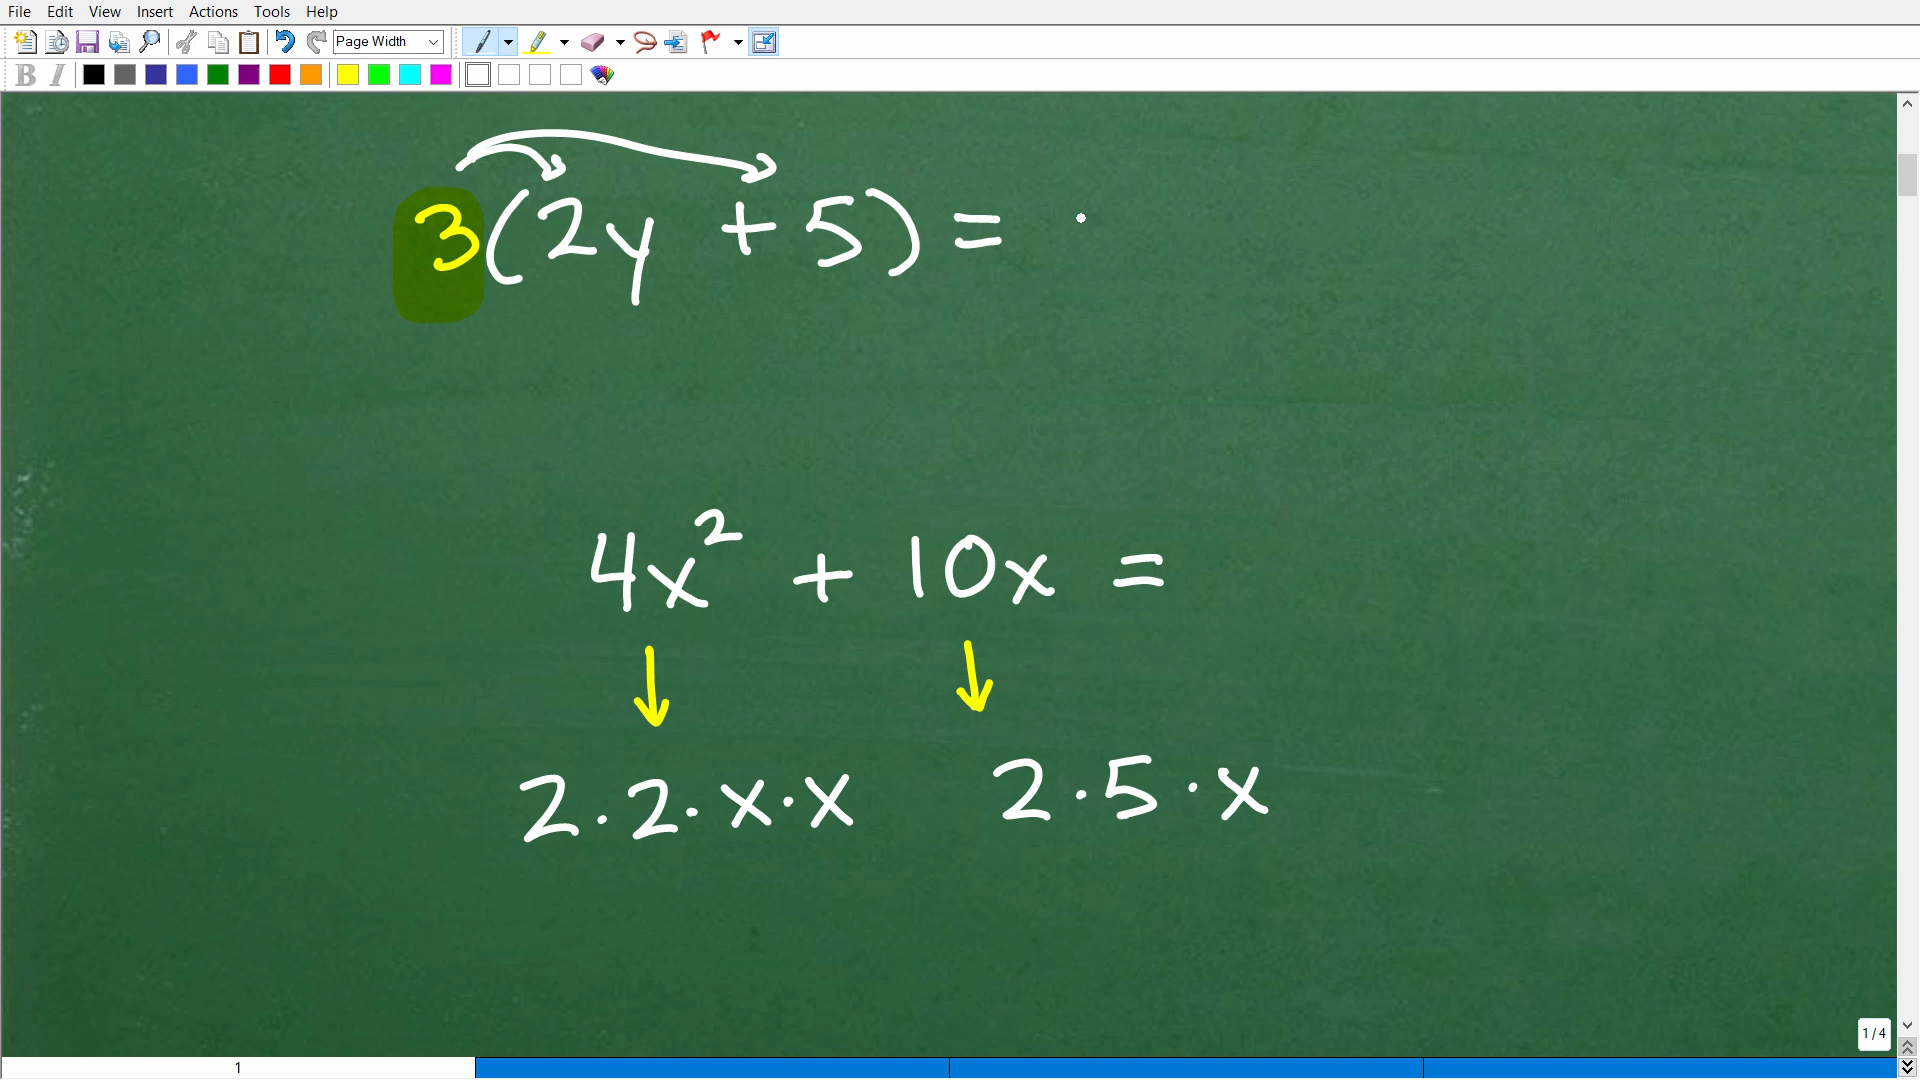 File Edit View Insert Actions Tools Help
Page Width
B I
3(2y + 5) =
4x² + 10x =
2·2·x·x 2·5·x
1 / 4
1